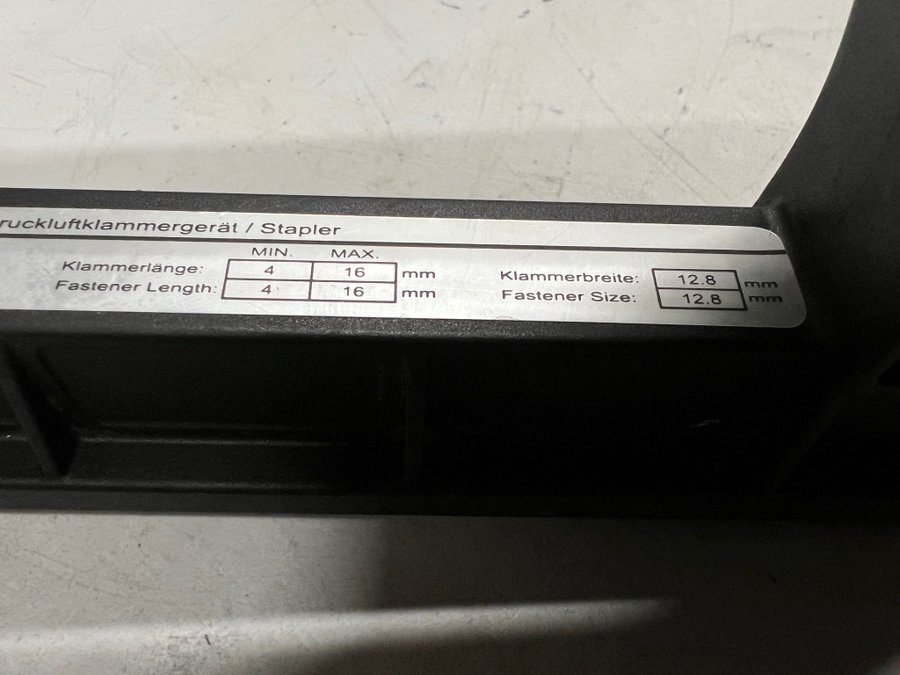 ruckluftklammergerät / Stapler
MIN. MAX.
Klammerlänge: 4 16 mm
Fastener Length: 4 16 mm
Klammerbreite: 12.8 mm
Fastener Size: 12.8 mm